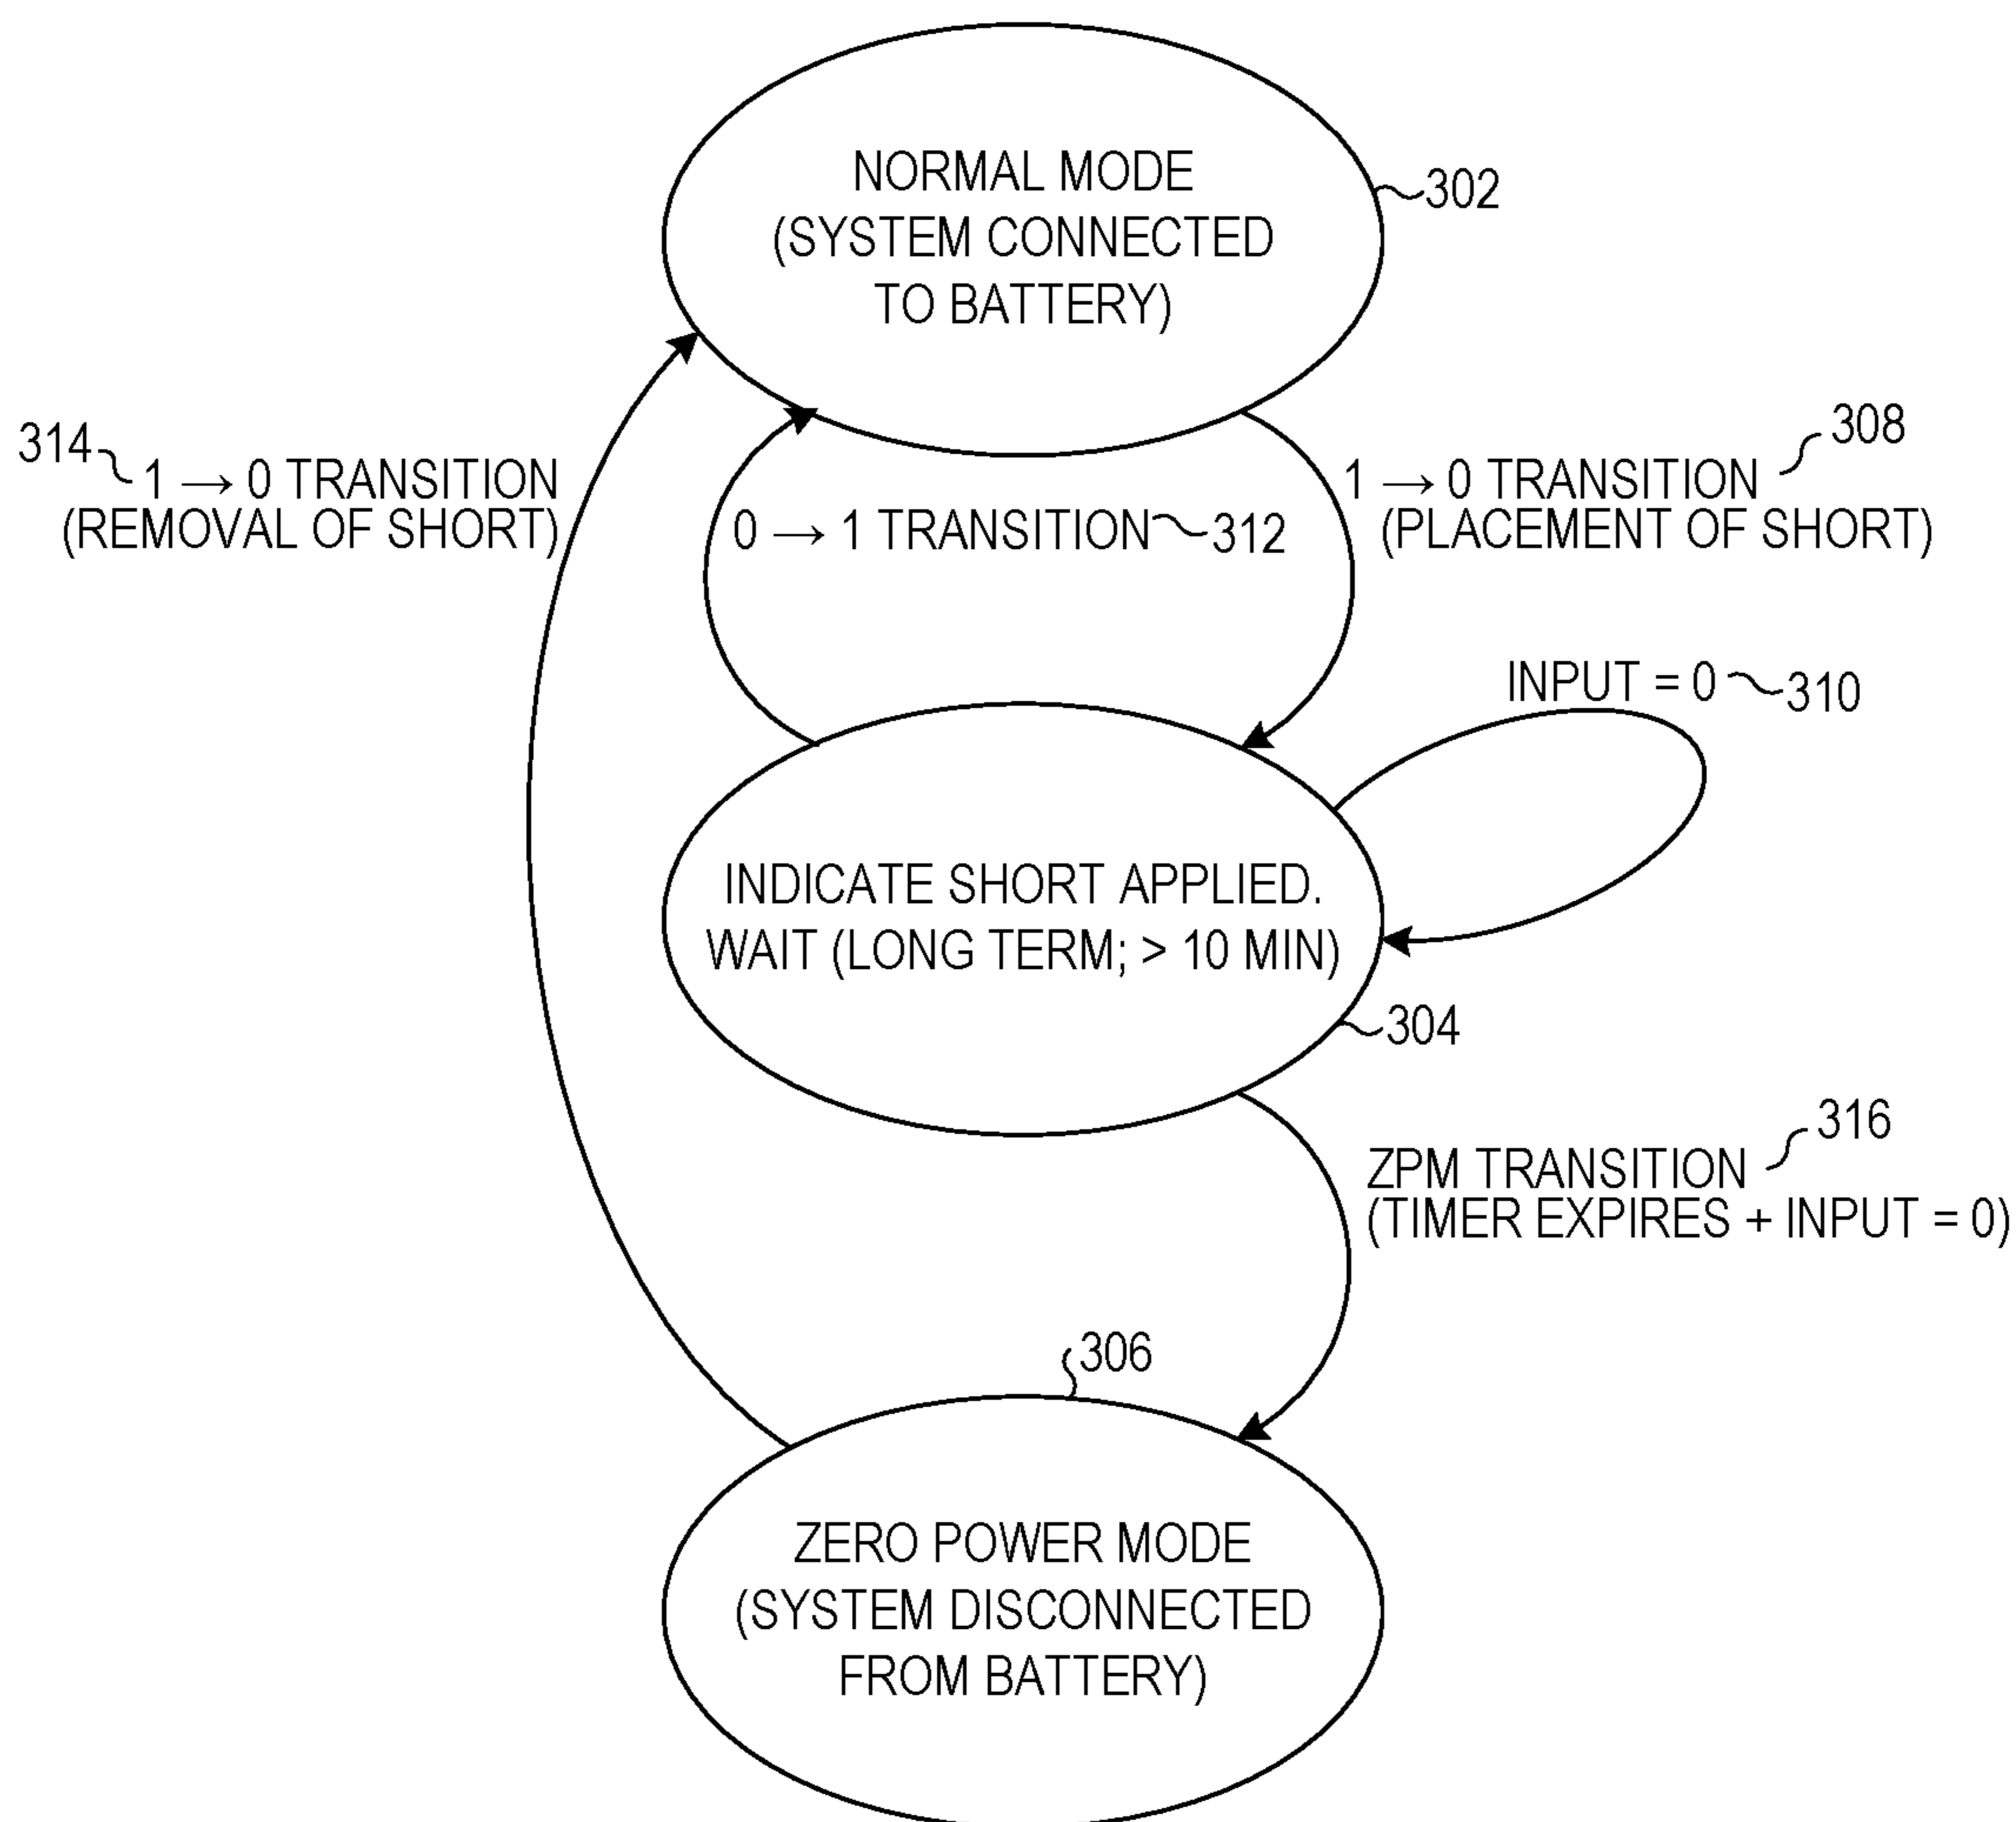 NORMAL MODE
(SYSTEM CONNECTED
TO BATTERY)
302
314
1 → 0 TRANSITION
(REMOVAL OF SHORT)
0 → 1 TRANSITION
312
308
1 → 0 TRANSITION
(PLACEMENT OF SHORT)
INPUT = 0
310
INDICATE SHORT APPLIED.
WAIT (LONG TERM; > 10 MIN)
304
316
ZPM TRANSITION
(TIMER EXPIRES + INPUT = 0)
306
ZERO POWER MODE
(SYSTEM DISCONNECTED
FROM BATTERY)